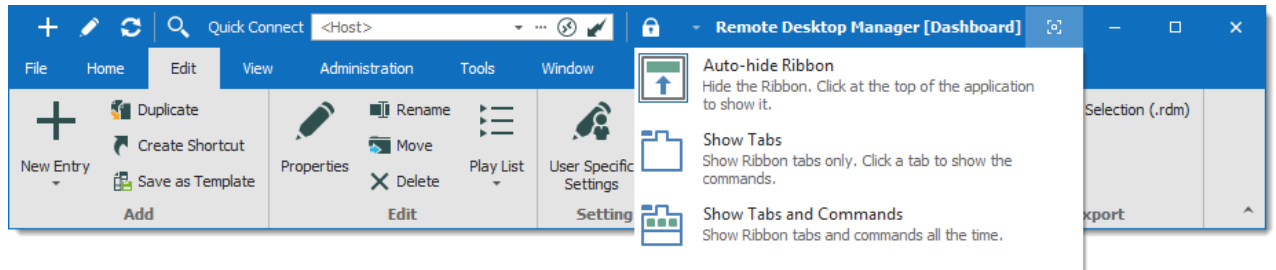 Quick Connect <Host> Remote Desktop Manager [Dashboard]
File Home Edit View Administration Tools Window
Auto-hide Ribbon
Hide the Ribbon. Click at the top of the application
to show it.
Show Tabs
Show Ribbon tabs only. Click a tab to show the
commands.
Show Tabs and Commands
Show Ribbon tabs and commands all the time.
New Entry
Duplicate
Create Shortcut
Save as Template
Add
Properties
Rename
Move
Delete
Play List
Edit
User Specific
Settings
Setting
Selection (.rdm)
xport